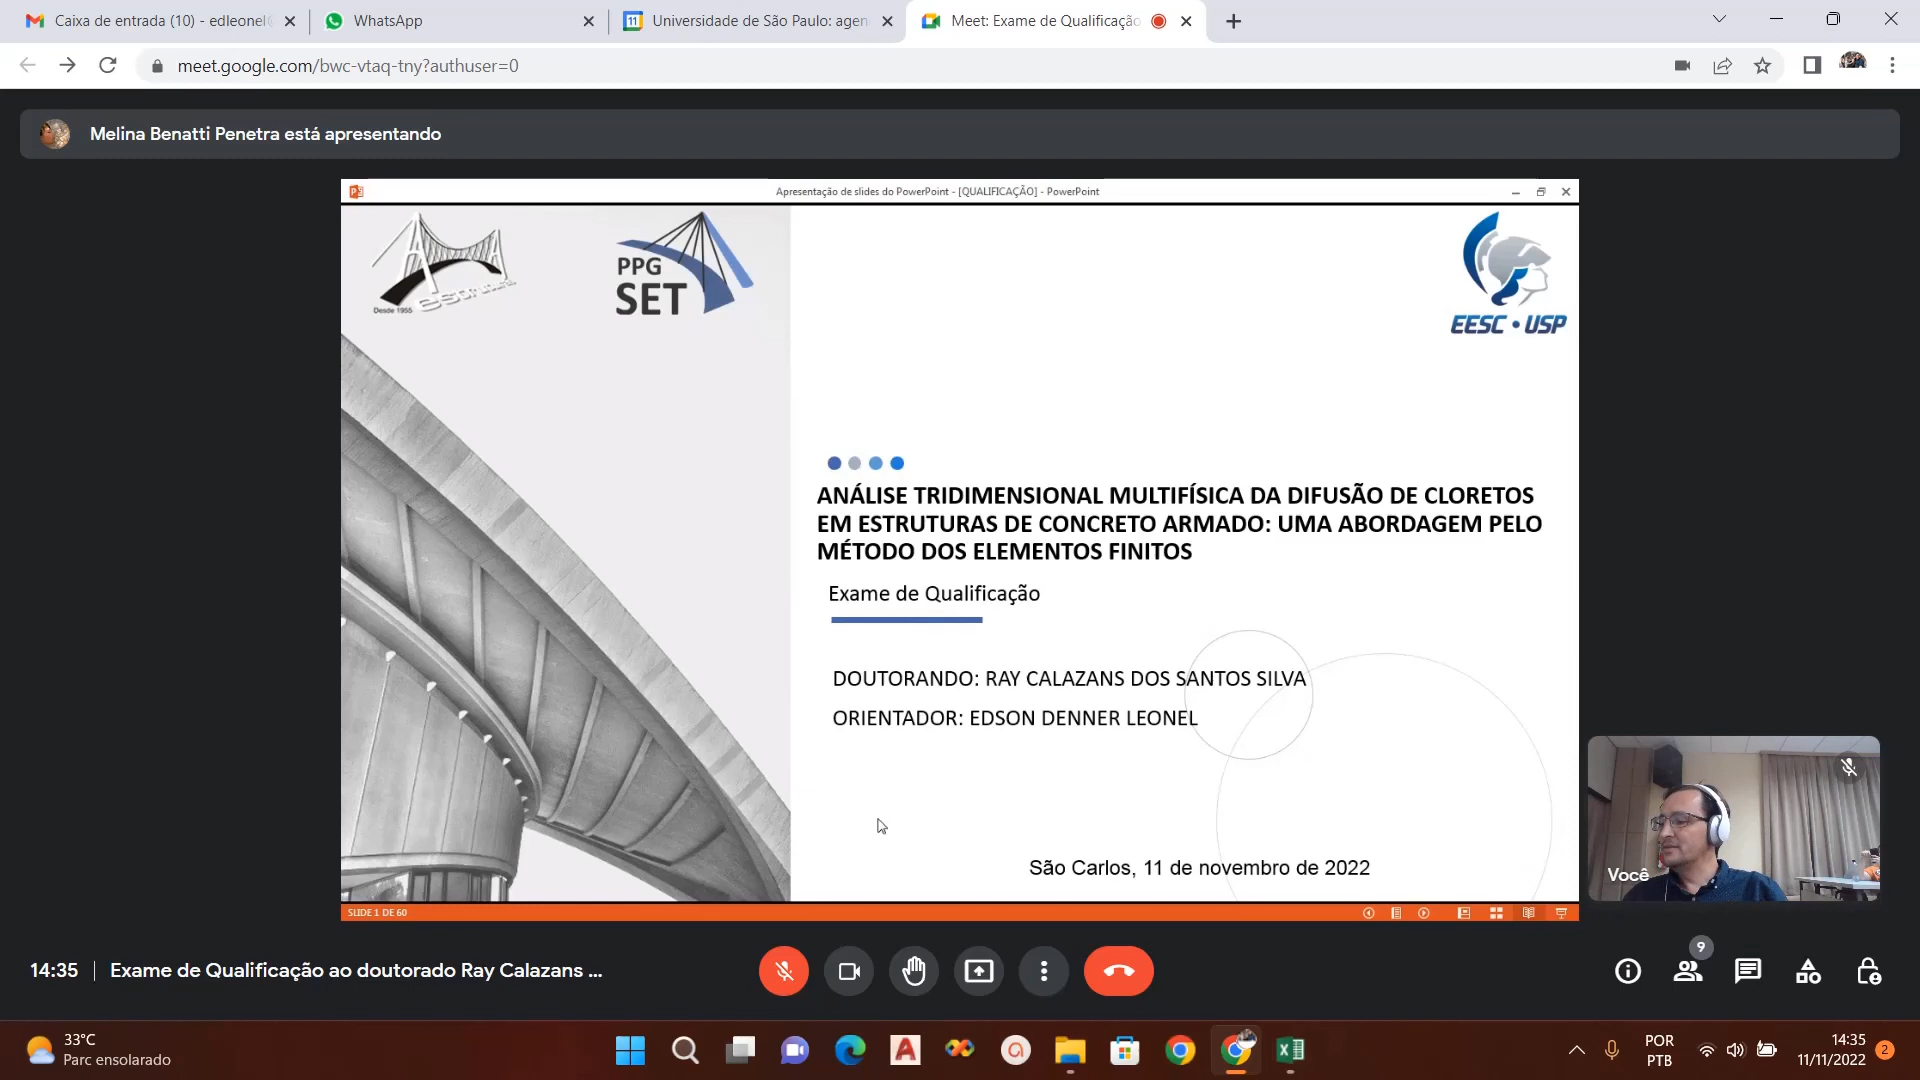 Caixa de entrada (10) - edleonel@
WhatsApp
Universidade de São Paulo: agen
Meet: Exame de Qualificação
meet.google.com/bwc-vtaq-tny?authuser=0
Melina Benatti Penetra está apresentando
Apresentação de slides do PowerPoint - [QUALIFICAÇÃO] - PowerPoint
Desde 1955
PPG
SET
EESC • USP
ANÁLISE TRIDIMENSIONAL MULTIFÍSICA DA DIFUSÃO DE CLORETOS
EM ESTRUTURAS DE CONCRETO ARMADO: UMA ABORDAGEM PELO
MÉTODO DOS ELEMENTOS FINITOS
Exame de Qualificação
DOUTORANDO: RAY CALAZANS DOS SANTOS SILVA
ORIENTADOR: EDSON DENNER LEONEL
São Carlos, 11 de novembro de 2022
Você
SLIDE 1 DE 60
14:35
Exame de Qualificação ao doutorado Ray Calazans ...
9
33°C
Parc ensolarado
POR
PTB
14:35
11/11/2022
2